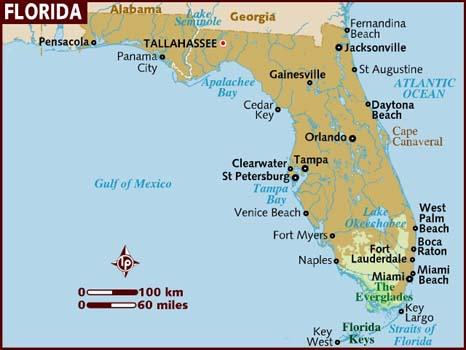 FLORIDA
Alabama
Lake
Seminole
Georgia
Fernandina
Beach
Pensacola
TALLAHASSEE
Jacksonville
Panama
City
St Augustine
Apalachee
Bay
Gainesville
ATLANTIC
OCEAN
Cedar
Key
Daytona
Beach
Orlando
Cape
Canaveral
Clearwater
Tampa
St Petersburg
Gulf of Mexico
Tampa
Bay
Venice Beach
Lake
Okeechobee
West
Palm
Beach
Fort Myers
Boca
Raton
Fort
Lauderdale
Naples
Miami
Beach
Miami
The
Everglades
LP
0
100 km
0
60 miles
Key
Largo
Key
West
Florida
Keys
Straits of
Florida